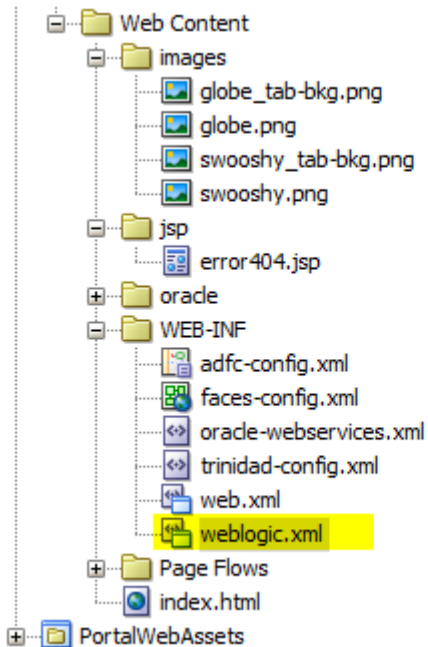 Web Content
images
globe_tab-bkg.png
globe.png
swooshy_tab-bkg.png
swooshy.png
jsp
error404.jsp
oracle
WEB-INF
adfc-config.xml
faces-config.xml
oracle-webservices.xml
trinidad-config.xml
web.xml
weblogic.xml
Page Flows
index.html
PortalWebAssets